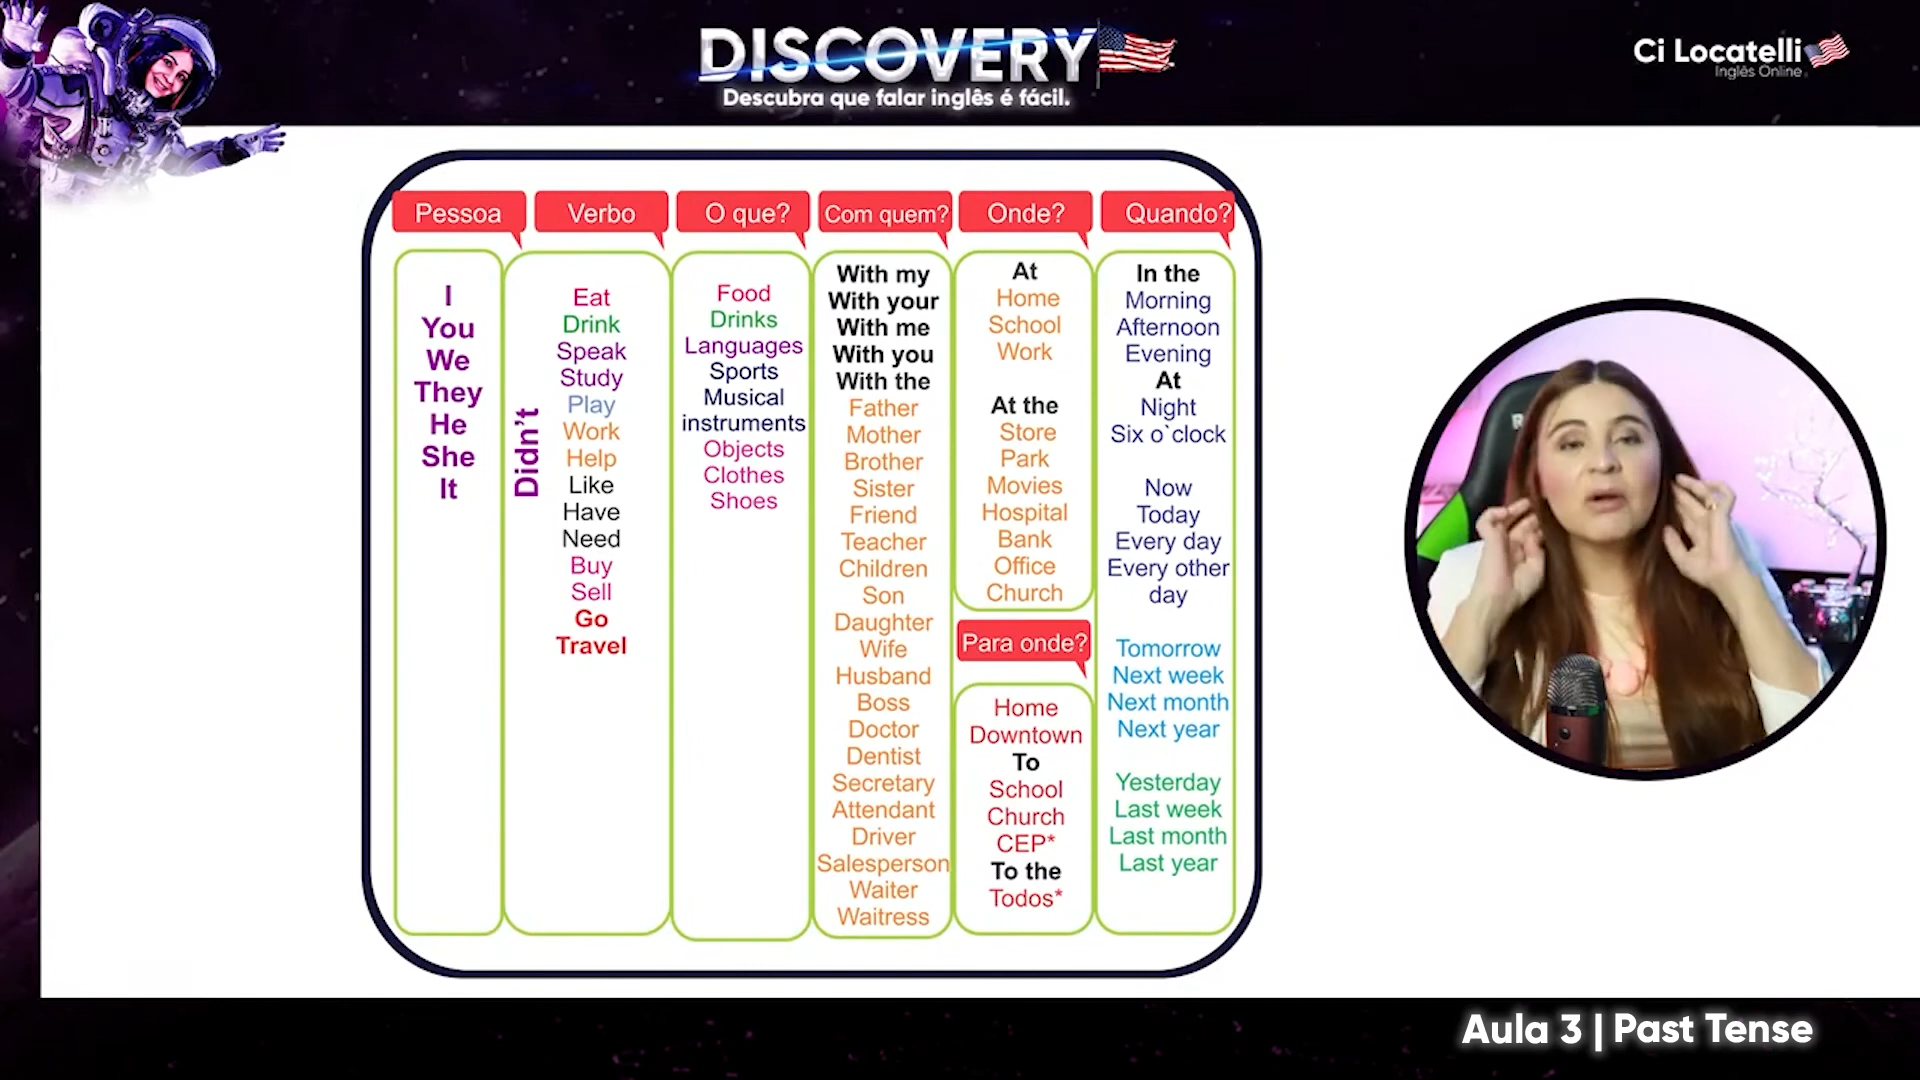 DISCOVERY
Descubra que falar inglês é fácil.
Ci Locatelli
Inglês Online
Pessoa
I
You
We
They
He
She
It
Verbo
Didn't
Eat
Drink
Speak
Study
Play
Work
Help
Like
Have
Need
Buy
Sell
Go
Travel
O que?
Food
Drinks
Languages
Sports
Musical
instruments
Objects
Clothes
Shoes
Com quem?
With my
With your
With me
With you
With the
Father
Mother
Brother
Sister
Friend
Teacher
Children
Son
Daughter
Wife
Husband
Boss
Doctor
Dentist
Secretary
Attendant
Driver
Salesperson
Waiter
Waitress
Onde?
At
Home
School
Work
At the
Store
Park
Movies
Hospital
Bank
Office
Church
Para onde?
Home
Downtown
To
School
Church
CEP*
To the
Todos*
Quando?
In the
Morning
Afternoon
Evening
At
Night
Six o`clock
Now
Today
Every day
Every other
day
Tomorrow
Next week
Next month
Next year
Yesterday
Last week
Last month
Last year
Aula 3 | Past Tense